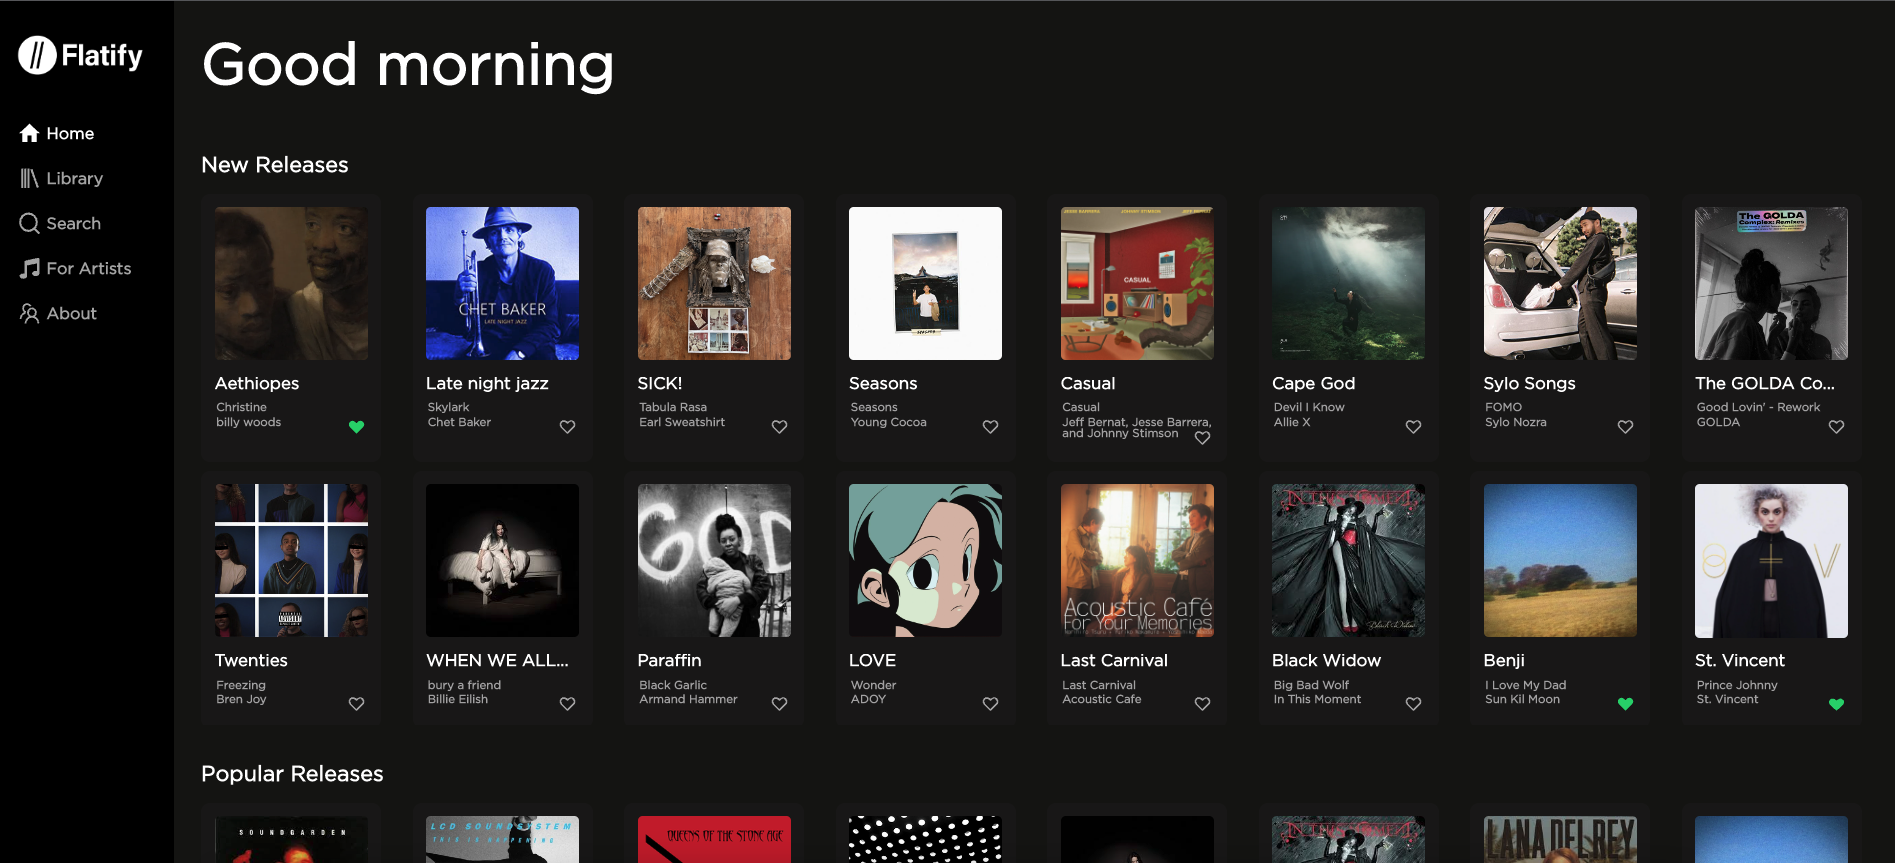 Flatify
Home
Library
Search
For Artists
About
Good morning
New Releases
CHET BAKER
LATE NIGHT JAZZ
JESSE BARRERA JOHNNY STIMSON JEFF BERNAT
CASUAL
The GOLDA
Complex: Remixes
Aethiopes
Christine
billy woods
Late night jazz
Skylark
Chet Baker
SICK!
Tabula Rasa
Earl Sweatshirt
Seasons
Seasons
Young Cocoa
Casual
Casual
Jeff Bernat, Jesse Barrera,
and Johnny Stimson
Cape God
Devil I Know
Allie X
Sylo Songs
FOMO
Sylo Nozra
The GOLDA Co...
Good Lovin' - Rework
GOLDA
GOD
Acoustic Café
For Your Memories
IN THIS MOMENT
Black Widow
Twenties
Freezing
Bren Joy
WHEN WE ALL...
bury a friend
Billie Eilish
Paraffin
Black Garlic
Armand Hammer
LOVE
Wonder
ADOY
Last Carnival
Last Carnival
Acoustic Cafe
Black Widow
Big Bad Wolf
In This Moment
Benji
I Love My Dad
Sun Kil Moon
St. Vincent
Prince Johnny
St. Vincent
Popular Releases
SOUNDGARDEN
LCD SOUNDSYSTEM
THIS IS HAPPENING
QUEENS OF THE STONE AGE
IN THIS MOMENT
LANA DEL REY